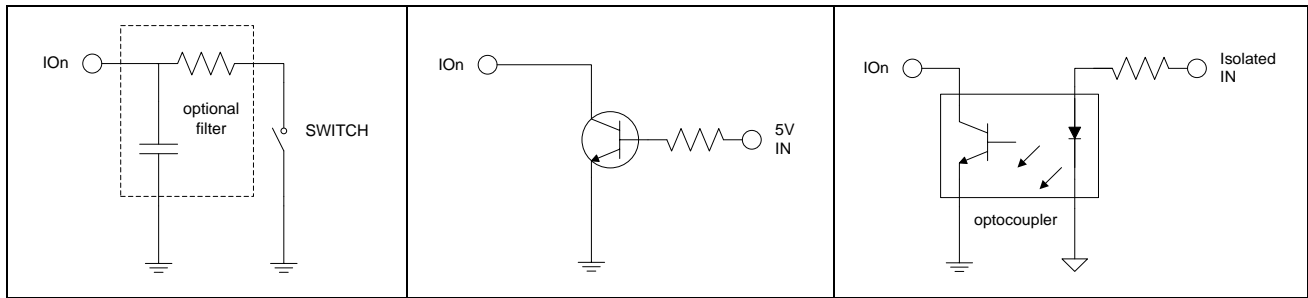 IOn
optional
filter
SWITCH
IOn
5V
IN
IOn
Isolated
IN
optocoupler